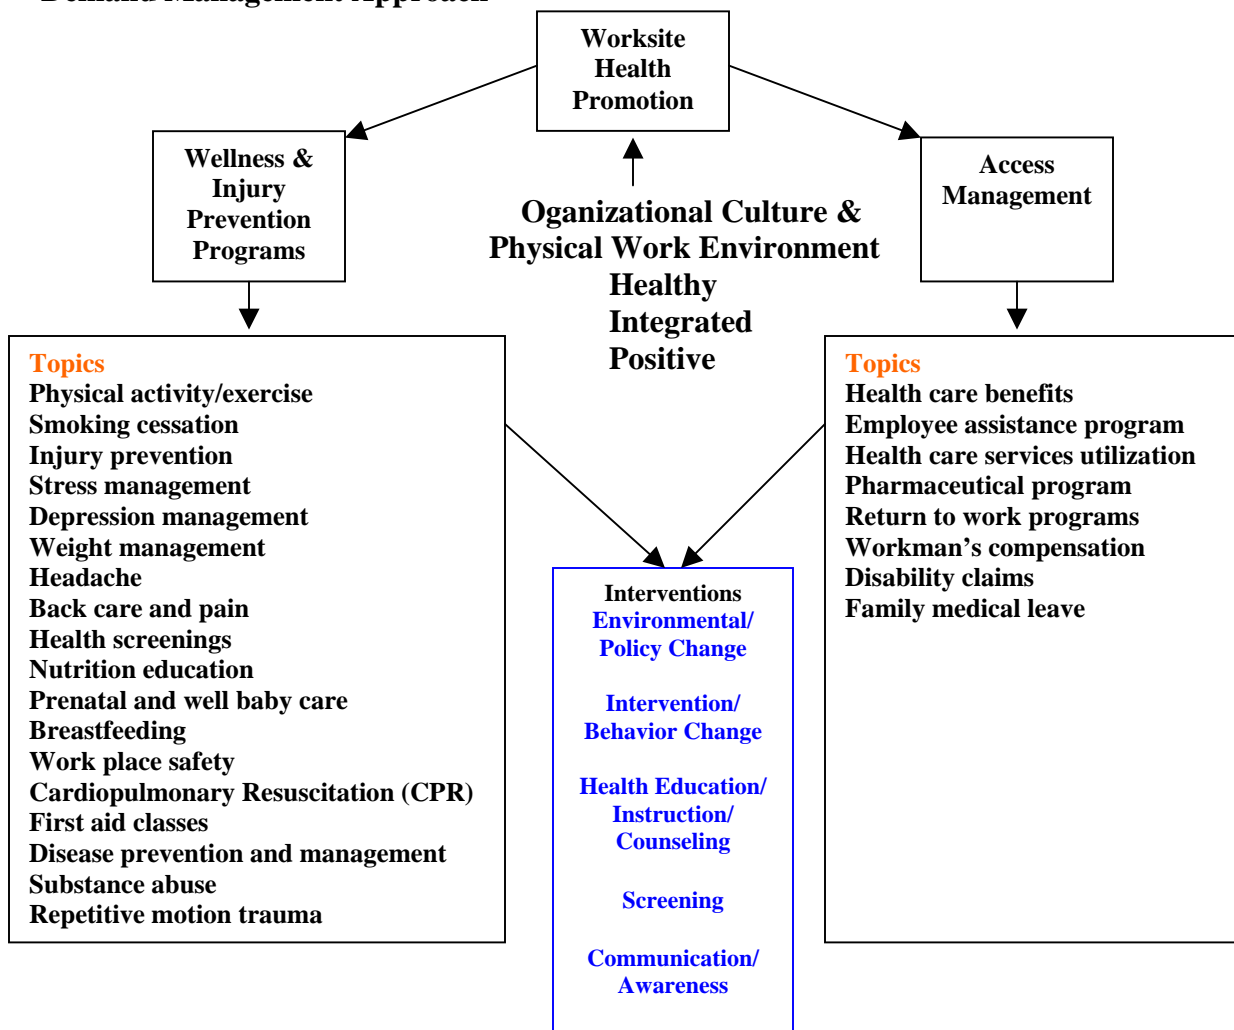 Demand Management Approach
Worksite
Health
Promotion
Wellness &
Injury
Prevention
Programs
Access
Management
Oganizational Culture &
Physical Work Environment
Healthy
Integrated
Positive
Topics
Physical activity/exercise
Smoking cessation
Injury prevention
Stress management
Depression management
Weight management
Headache
Back care and pain
Health screenings
Nutrition education
Prenatal and well baby care
Breastfeeding
Work place safety
Cardiopulmonary Resuscitation (CPR)
First aid classes
Disease prevention and management
Substance abuse
Repetitive motion trauma
Interventions
Environmental/
Policy Change
Intervention/
Behavior Change
Health Education/
Instruction/
Counseling
Screening
Communication/
Awareness
Topics
Health care benefits
Employee assistance program
Health care services utilization
Pharmaceutical program
Return to work programs
Workman’s compensation
Disability claims
Family medical leave